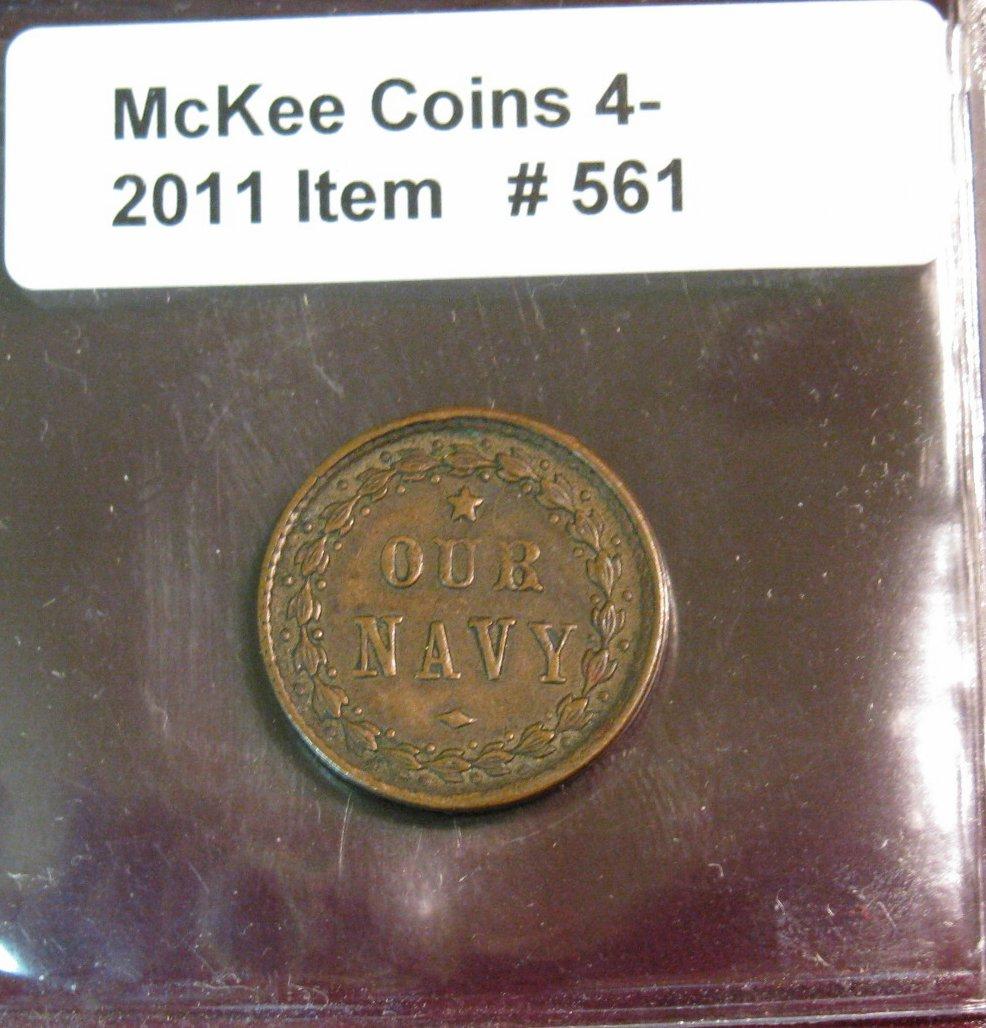 McKee Coins 4-
2011 Item # 561
OUR
NAVY